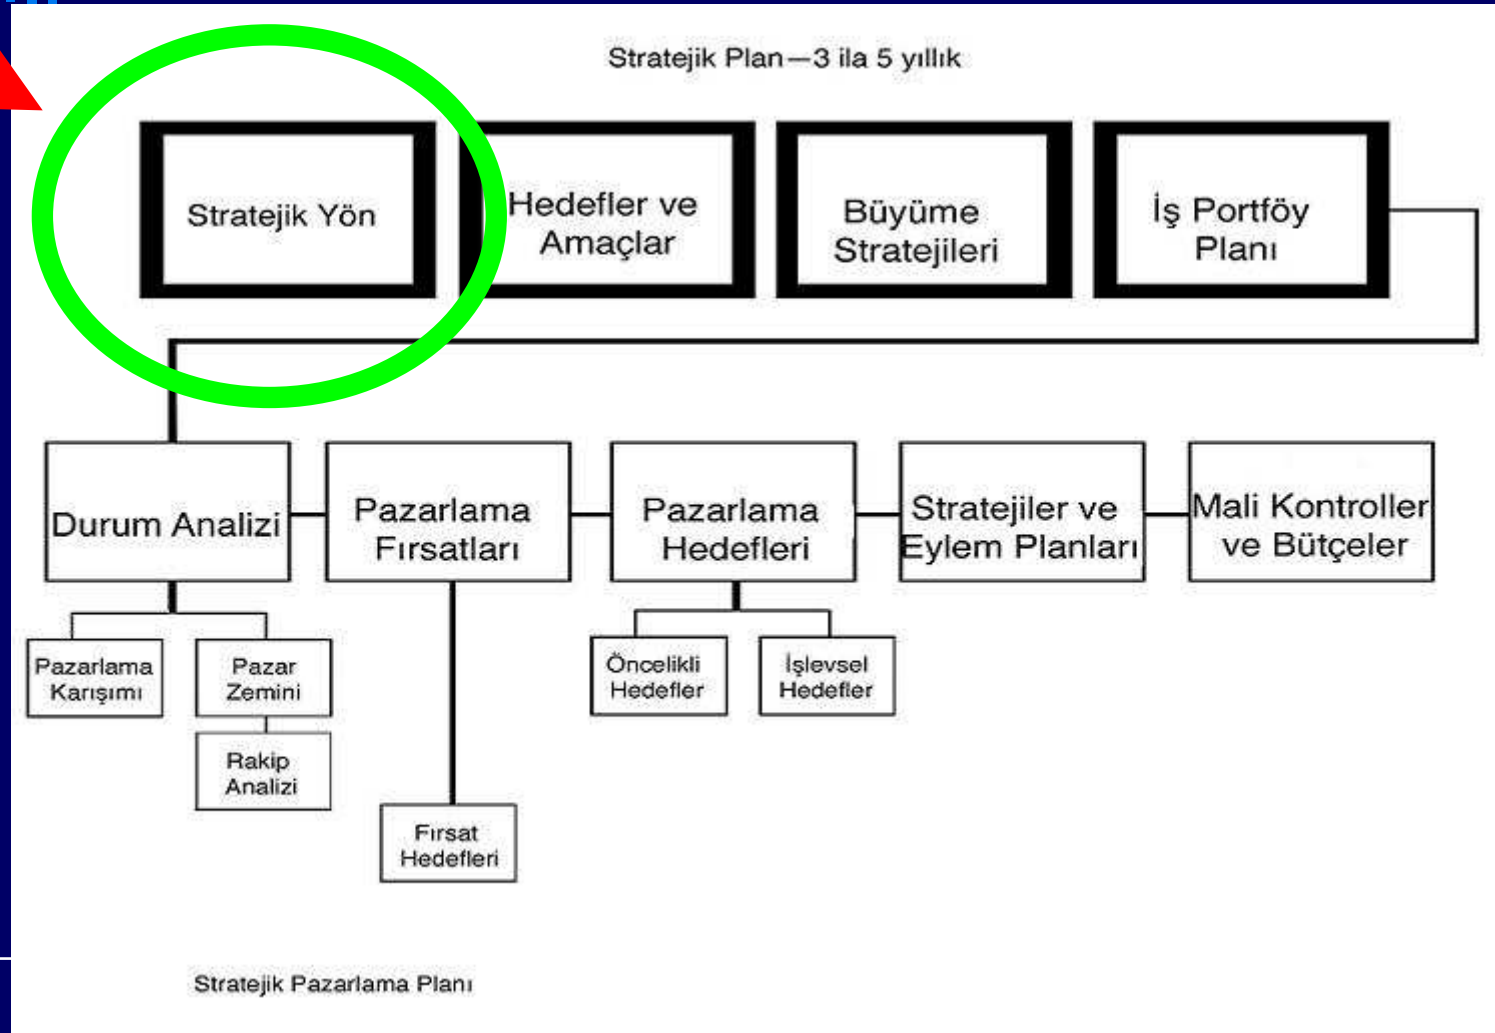 Stratejik Plan—3 ila 5 yıllık
Stratejik Yön
Hedefler ve
Amaçlar
Büyüme
Stratejileri
İş Portföy
Planı
Durum Analizi
Pazarlama
Fırsatları
Pazarlama
Hedefleri
Stratejiler ve
Eylem Planları
Mali Kontroller
ve Bütçeler
Pazarlama
Karışımı
Pazar
Zemini
Rakip
Analizi
Fırsat
Hedefleri
Öncelikli
Hedefler
İşlevsel
Hedefler
Stratejik Pazarlama Planı